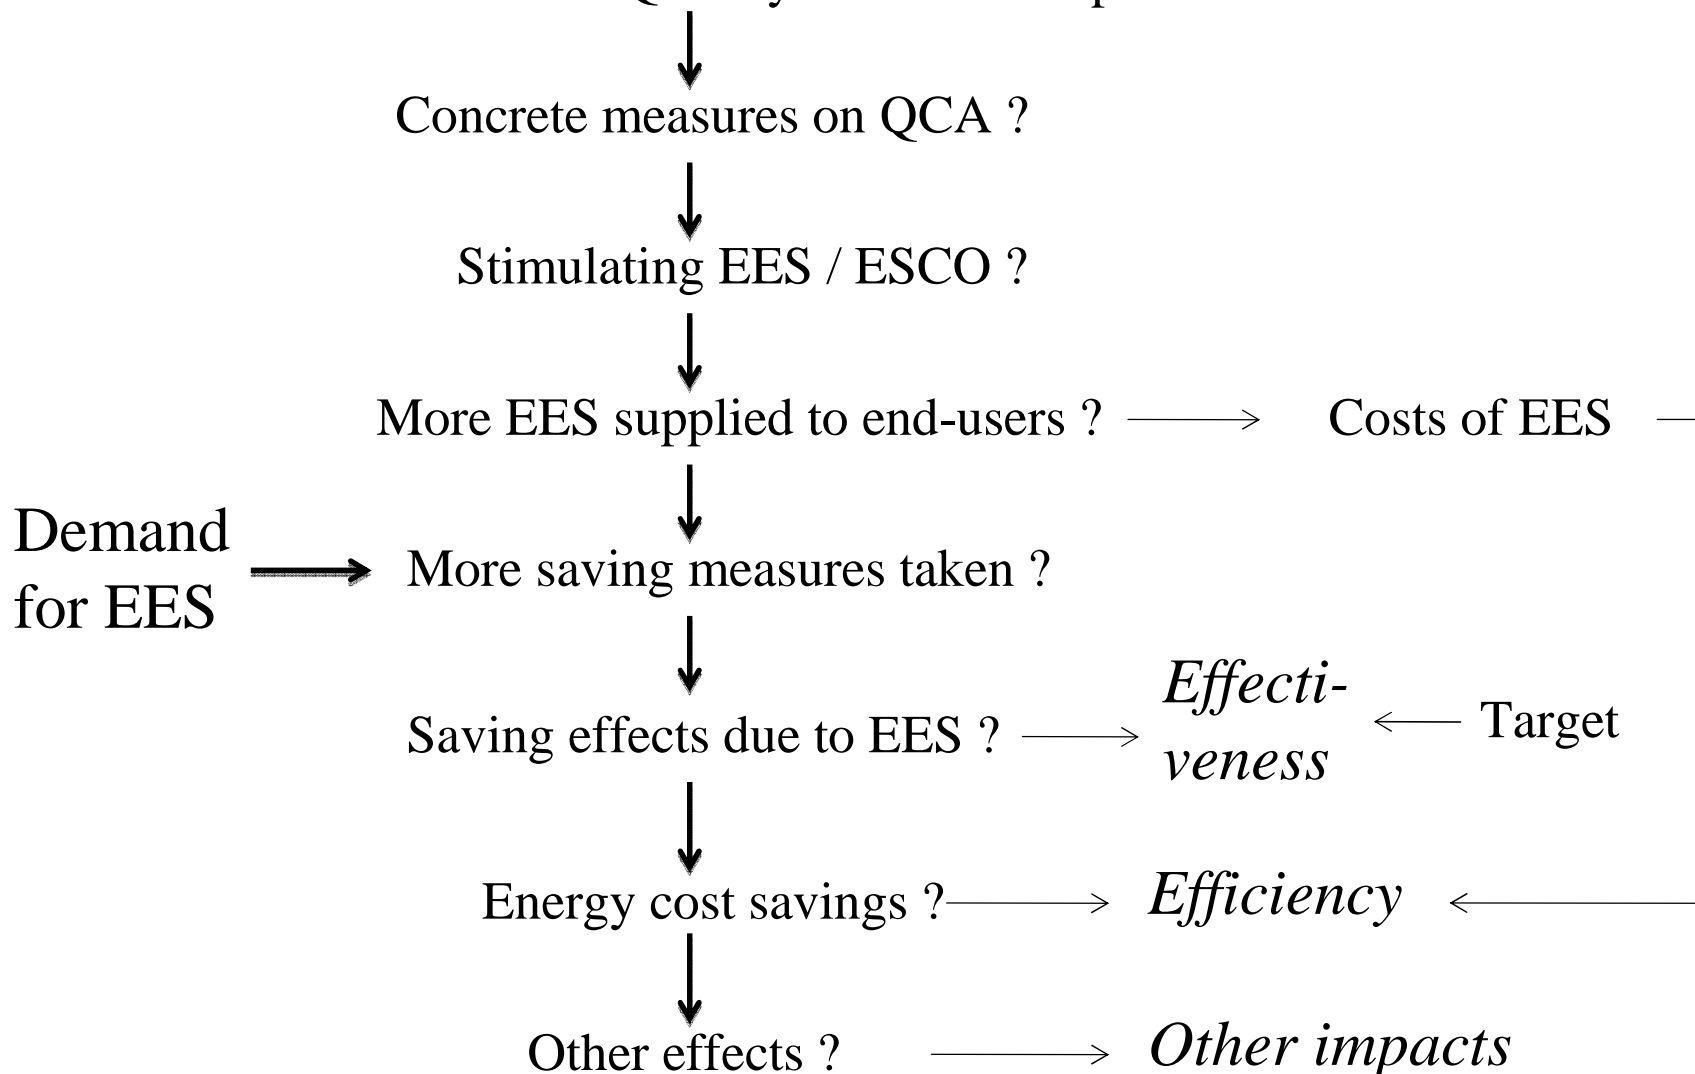 Concrete measures on QCA ?
Stimulating EES / ESCO ?
More EES supplied to end-users ?
Costs of EES
Demand
for EES
More saving measures taken ?
Effecti-
veness
Target
Saving effects due to EES ?
Energy cost savings ?
Efficiency
Other effects ?
Other impacts